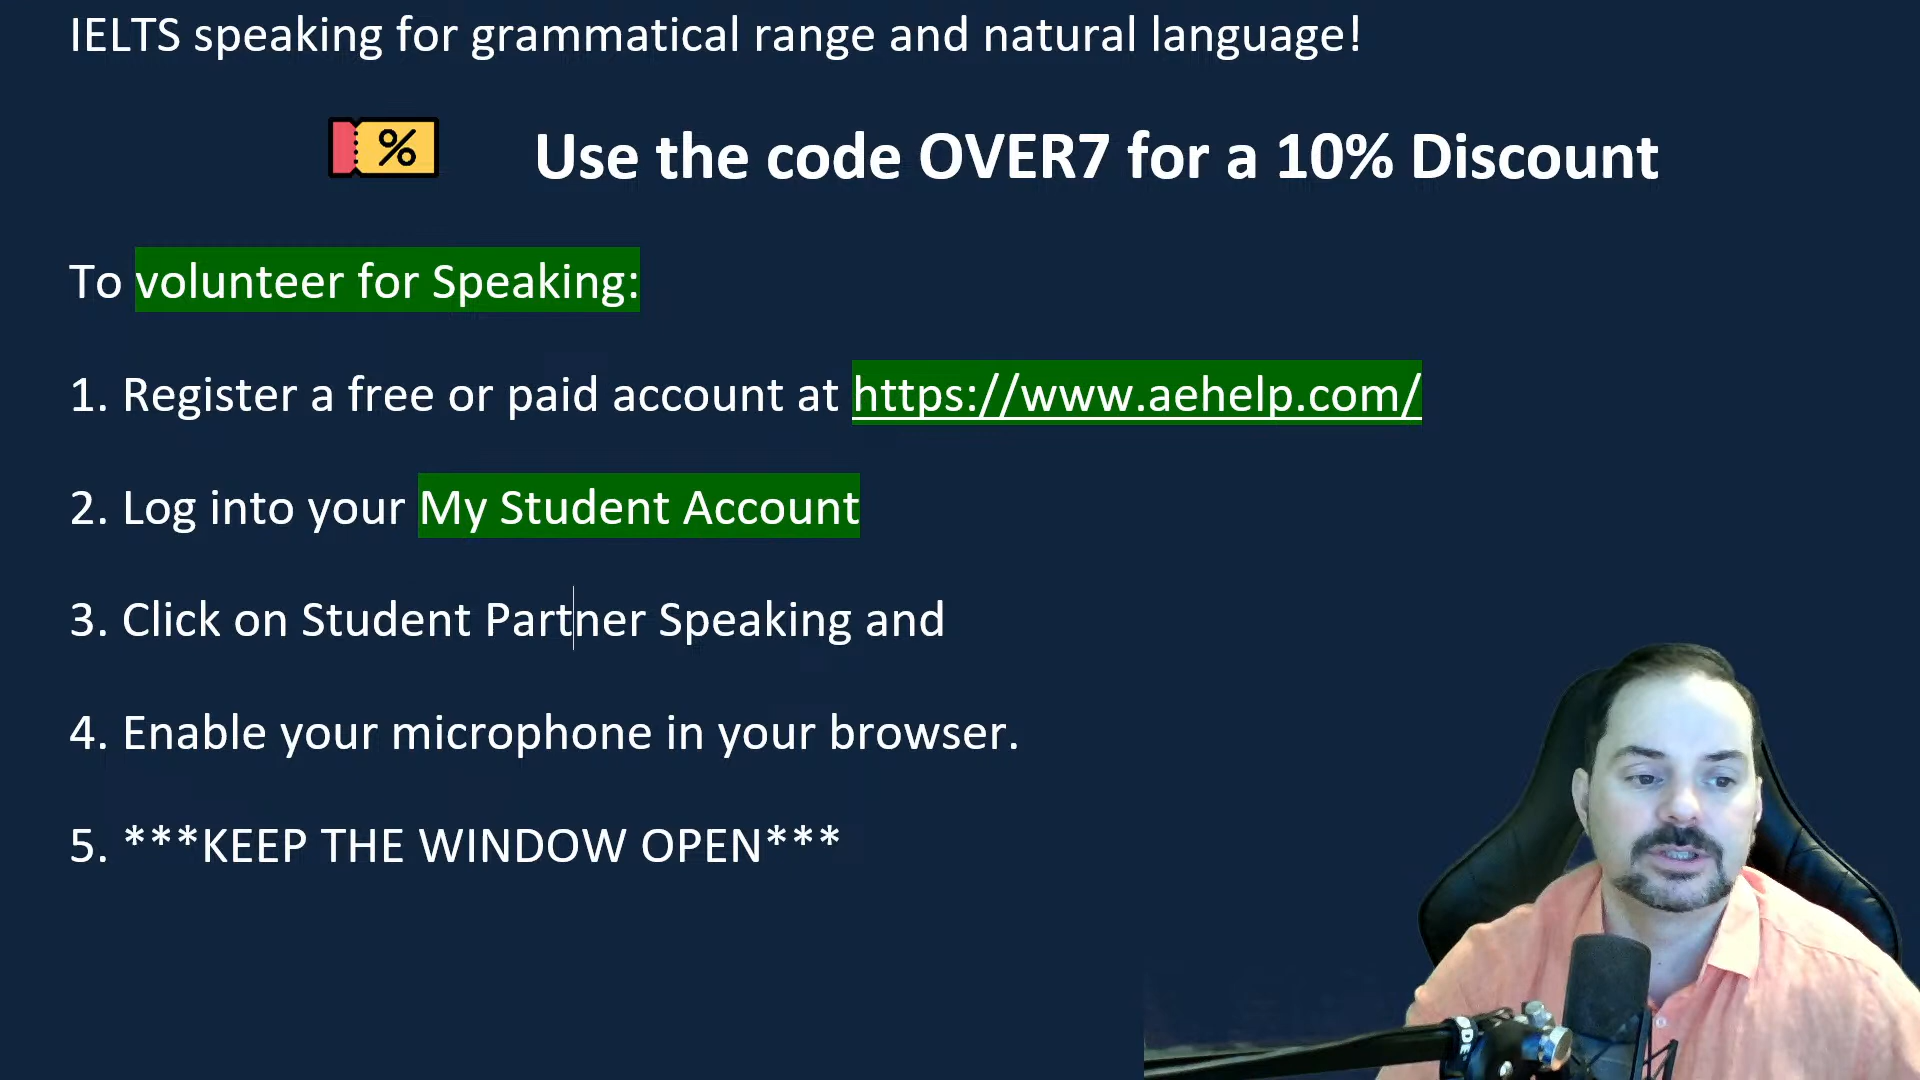 IELTS speaking for grammatical range and natural language!
% Use the code OVER7 for a 10% Discount
To volunteer for Speaking:
1. Register a free or paid account at https://www.aehelp.com/
2. Log into your My Student Account
3. Click on Student Partner Speaking and
4. Enable your microphone in your browser.
5. ***KEEP THE WINDOW OPEN***